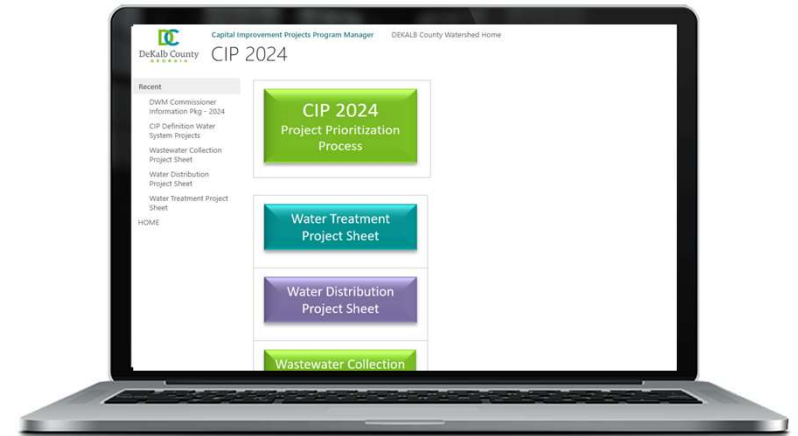 Capital Improvement Projects Program Manager
DEKALB County Watershed Home
DC
DeKalb County
GEORGIA
CIP 2024
Recent
DWM Commissioner
Information Pkg - 2024
CIP Definition Water
System Projects
Wastewater Collection
Project Sheet
Water Distribution
Project Sheet
Water Treatment Project
Sheet
HOME
CIP 2024
Project Prioritization
Process
Water Treatment
Project Sheet
Water Distribution
Project Sheet
Wastewater Collection